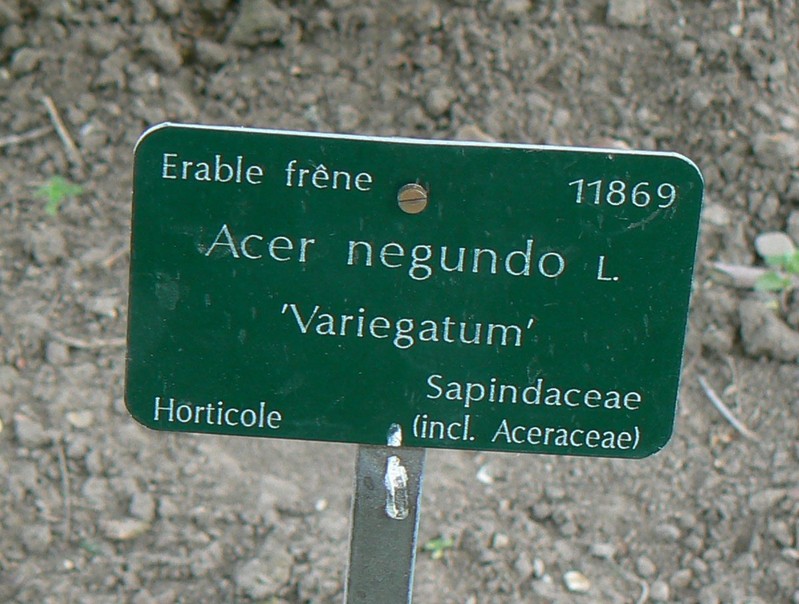 Erable frêne 11869
Acer negundo L.
'Variegatum'
Sapindaceae
Horticole (incl. Aceraceae)